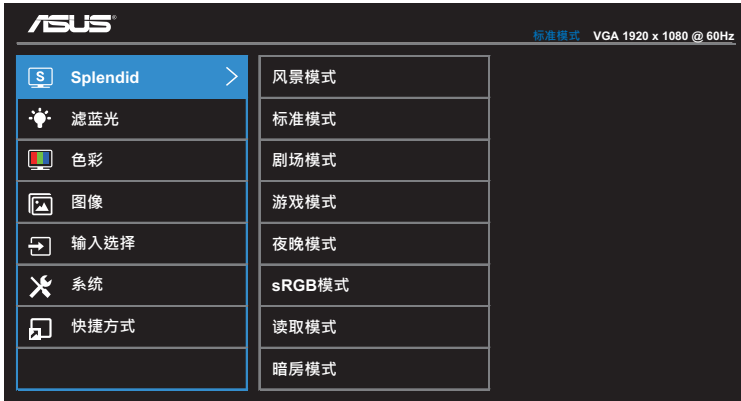 ASUS®
标准模式 VGA 1920 x 1080 @ 60Hz
S Splendid
滤蓝光
色彩
图像
输入选择
系统
快捷方式
风景模式
标准模式
剧场模式
游戏模式
夜晚模式
sRGB模式
读取模式
暗房模式